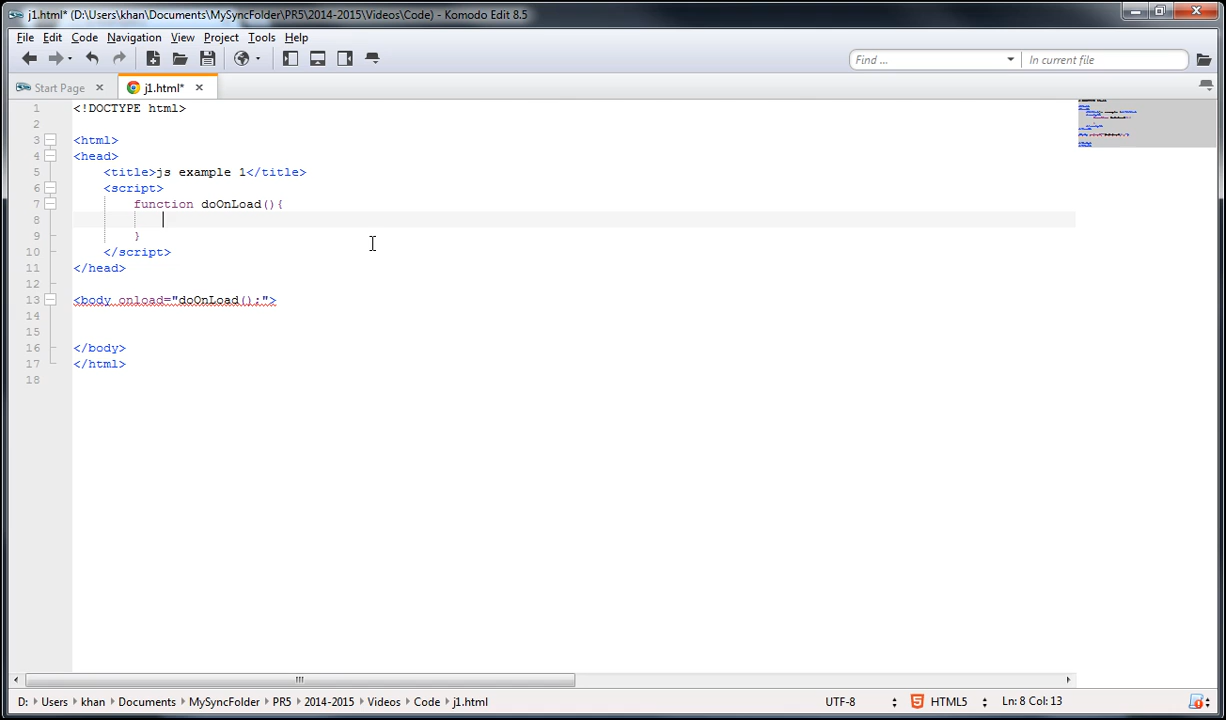 j1.html* (D:\Users\khan\Documents\MySyncFolder\PR5\2014-2015\Videos\Code) - Komodo Edit 8.5
File Edit Code Navigation View Project Tools Help
Find ... In current file
Start Page j1.html*
1 <!DOCTYPE html>
2
3 <html>
4 <head>
5 <title>js example 1</title>
6 <script>
7 function doOnLoad(){
8
9 }
10 </script>
11 </head>
12
13 <body onload="doOnLoad();">
14
15
16 </body>
17 </html>
18
D: Users khan Documents MySyncFolder PR5 2014-2015 Videos Code j1.html UTF-8 HTML5 Ln: 8 Col: 13